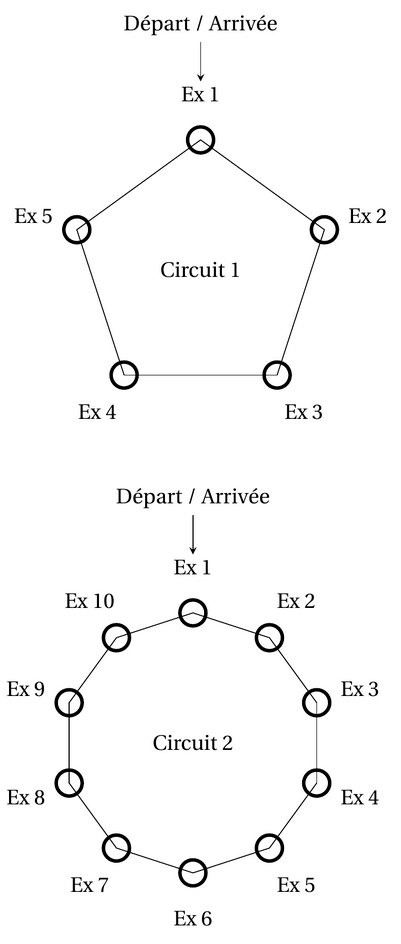 Départ / Arrivée
Ex 1
Ex 5
Ex 2
Circuit 1
Ex 4
Ex 3
Départ / Arrivée
Ex 1
Ex 10
Ex 2
Ex 9
Ex 3
Circuit 2
Ex 8
Ex 4
Ex 7
Ex 5
Ex 6